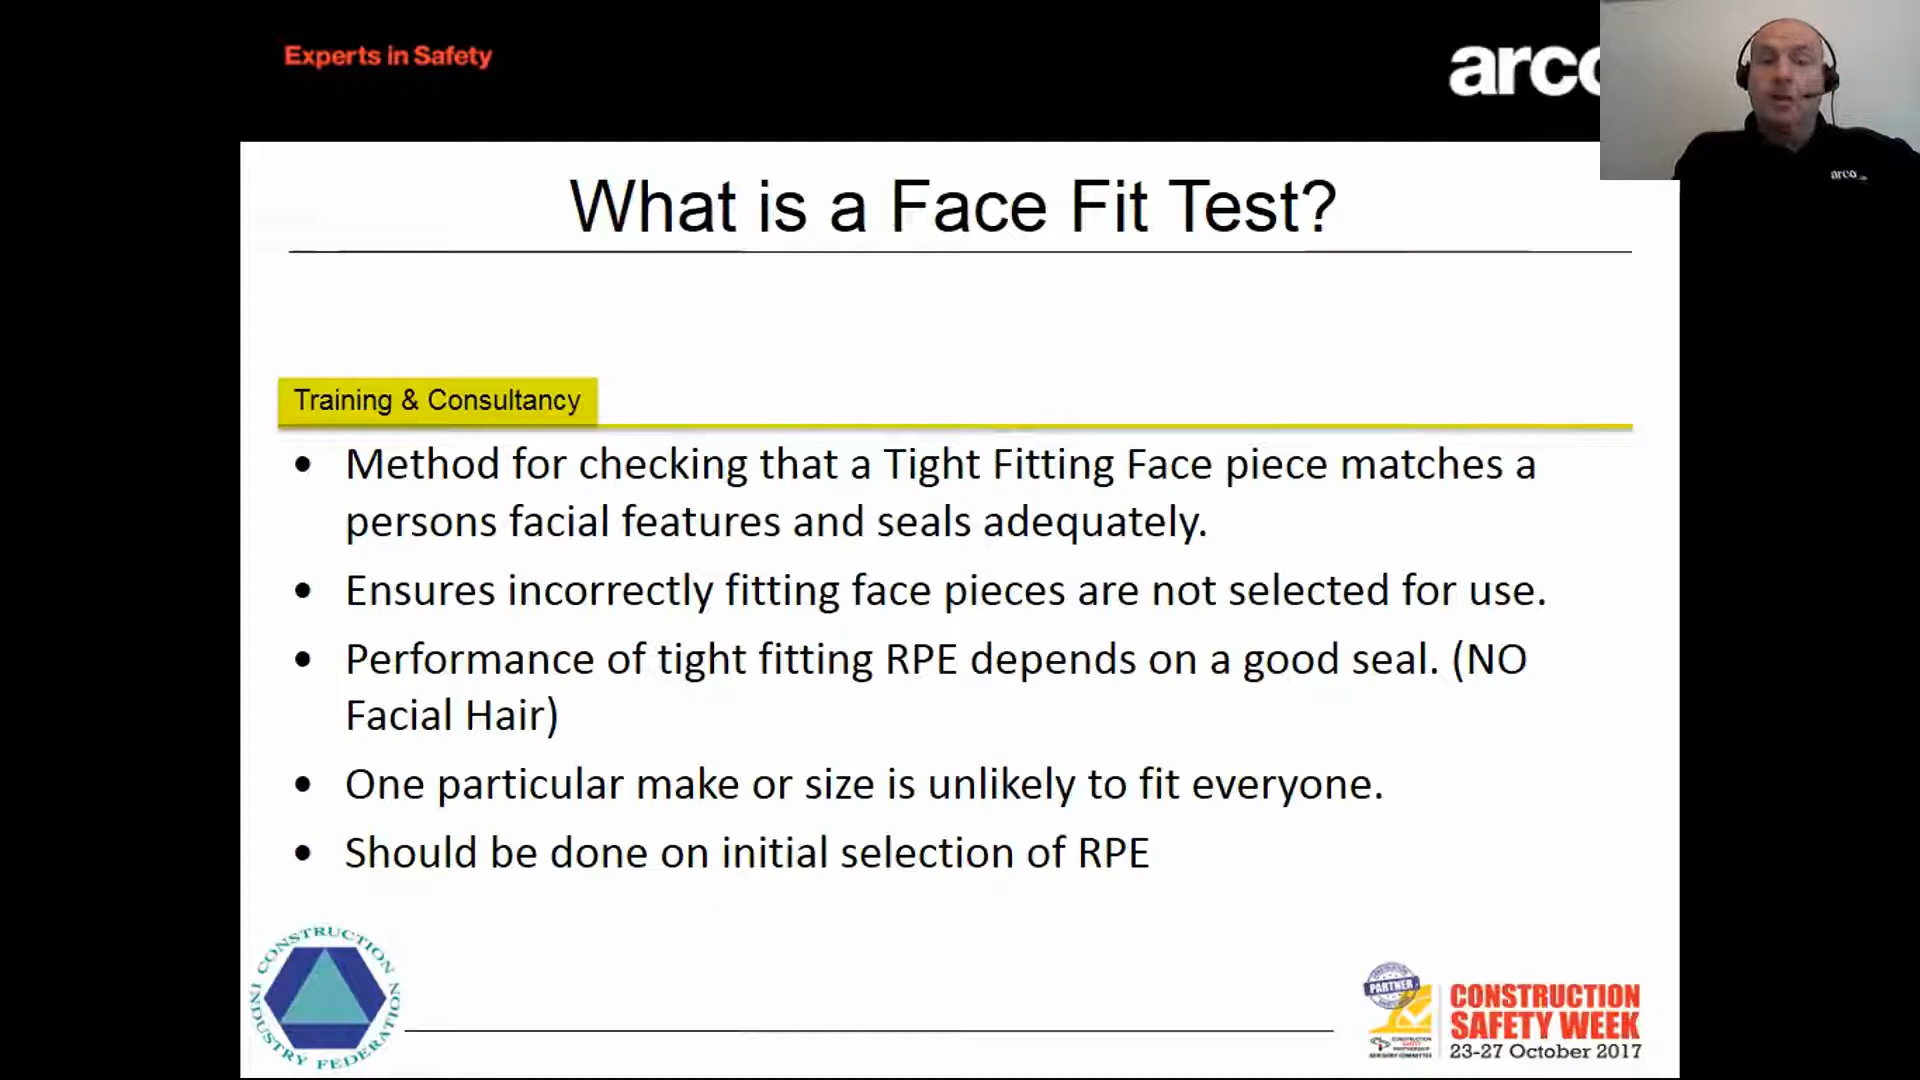 Experts in Safety
arco
arco
What is a Face Fit Test?
Training & Consultancy
• Method for checking that a Tight Fitting Face piece matches a
persons facial features and seals adequately.
• Ensures incorrectly fitting face pieces are not selected for use.
• Performance of tight fitting RPE depends on a good seal. (NO
Facial Hair)
• One particular make or size is unlikely to fit everyone.
• Should be done on initial selection of RPE
CONSTRUCTION
INDUSTRY FEDERATION
PARTNER
CONSTRUCTION
SAFETY WEEK
23-27 October 2017